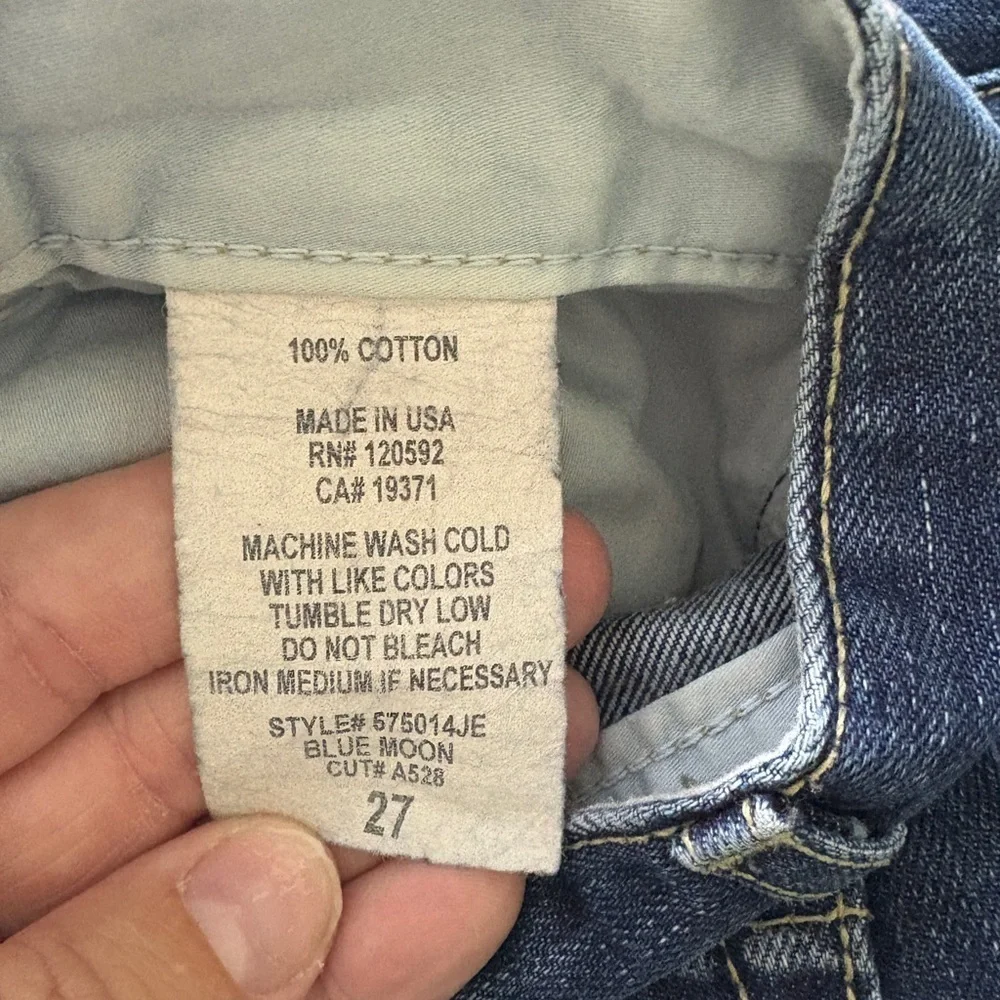 100% COTTON
MADE IN USA
RN# 120592
CA# 19371
MACHINE WASH COLD
WITH LIKE COLORS
TUMBLE DRY LOW
DO NOT BLEACH
IRON MEDIUM IF NECESSARY
STYLE# 575014JE
BLUE MOON
CUT# A528
27